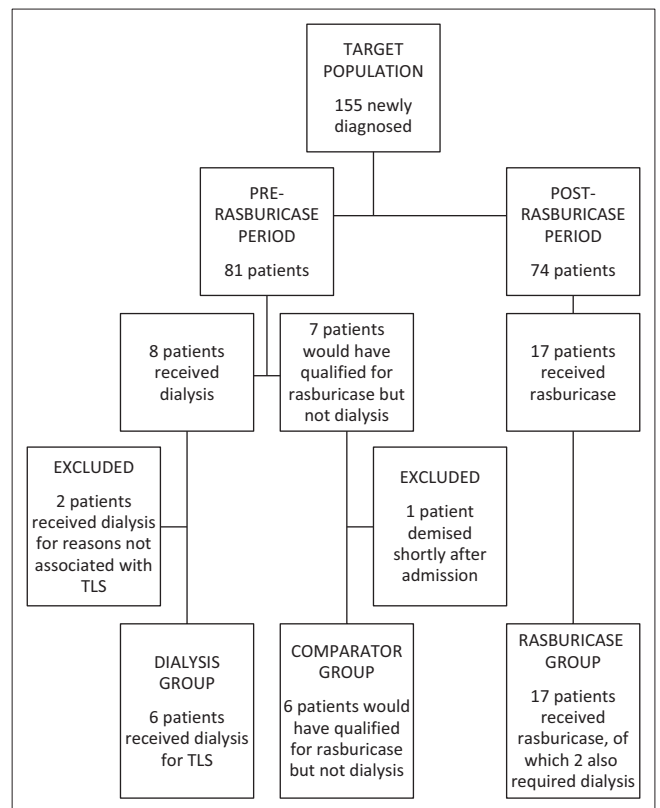 TARGET
POPULATION
155 newly
diagnosed
PRE-
RASBURICASE
PERIOD
81 patients
POST-
RASBURICASE
PERIOD
74 patients
8 patients
received
dialysis
7 patients
would have
qualified for
rasburicase but
not dialysis
17 patients
received
rasburicase
EXCLUDED
2 patients
received dialysis
for reasons not
associated with
TLS
EXCLUDED
1 patient
demised
shortly after
admission
DIALYSIS
GROUP
6 patients
received dialysis
for TLS
COMPARATOR
GROUP
6 patients would
have qualified
for rasburicase
but not dialysis
RASBURICASE
GROUP
17 patients
received
rasburicase, of
which 2 also
required dialysis